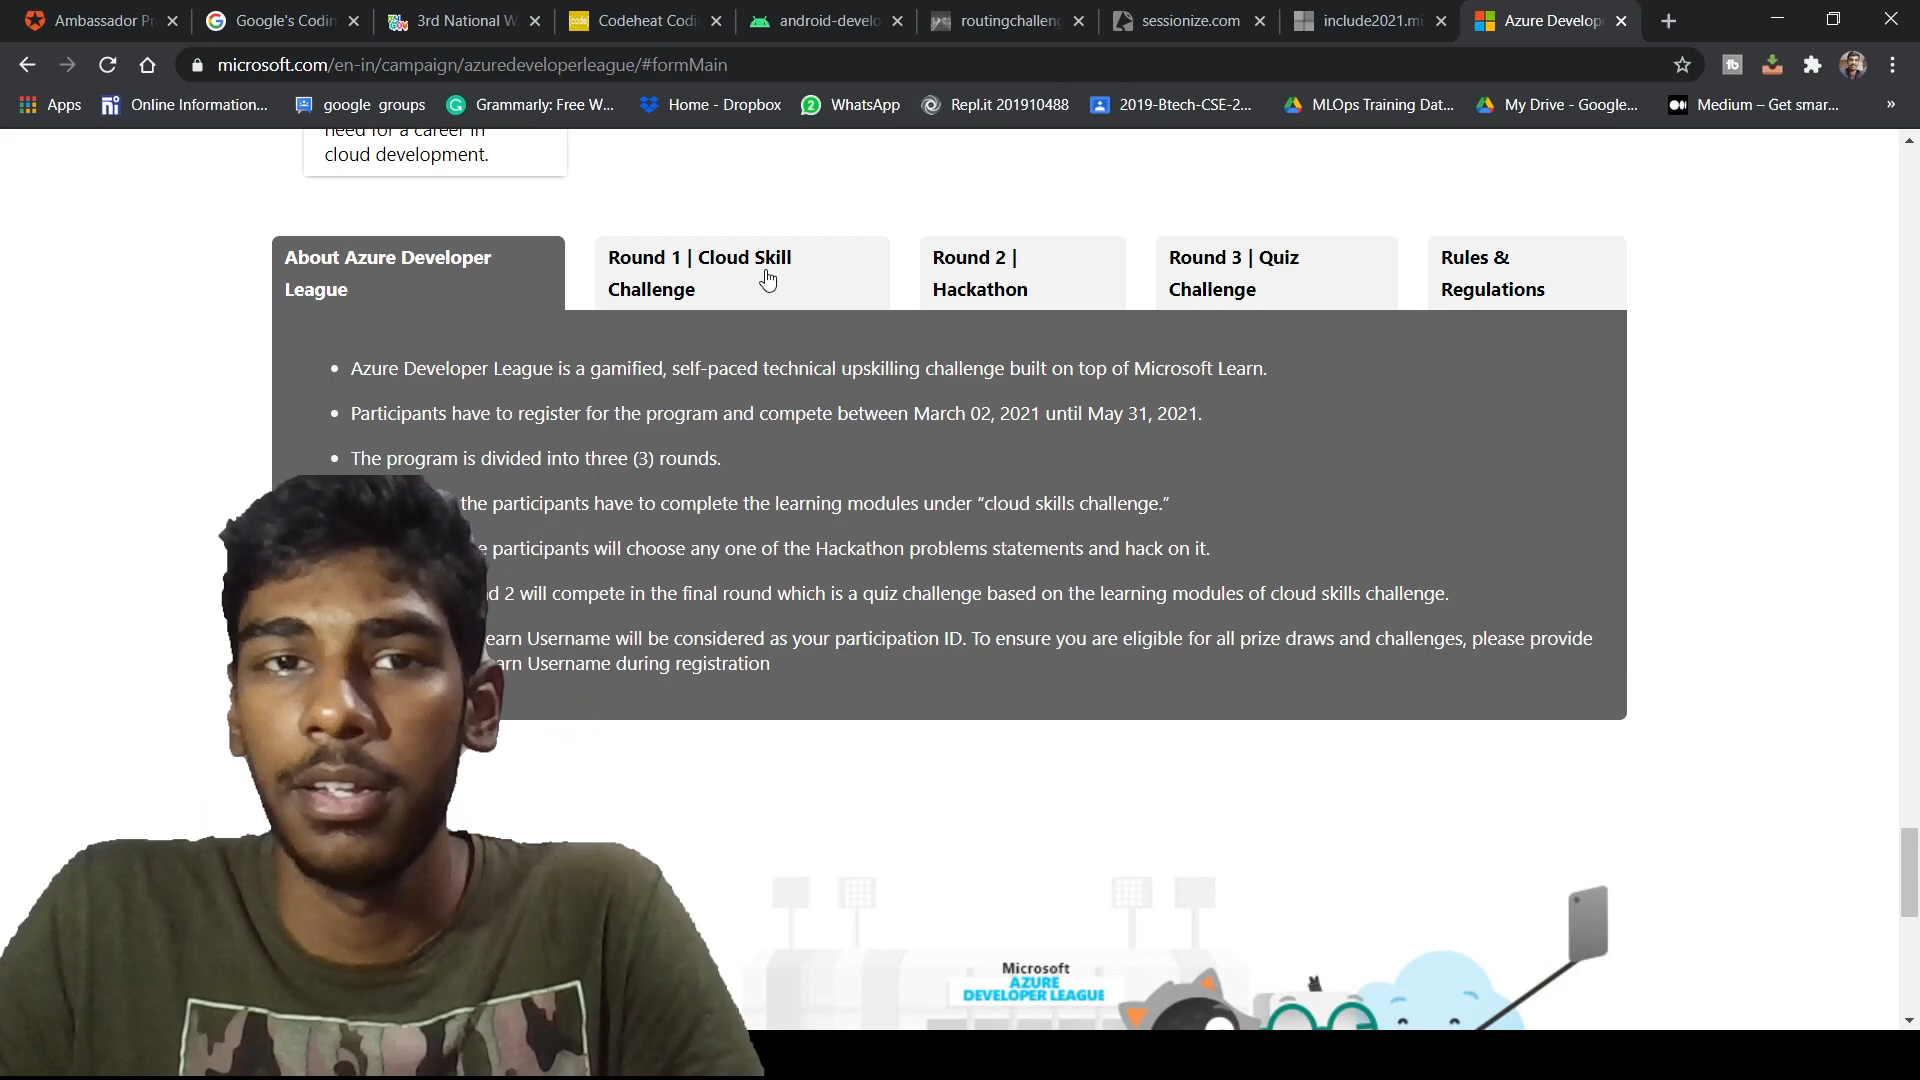 Ambassador Pr
Google's Codin
3rd National W
Codeheat Codi
android-develo
routingchalleng
sessionize.com
include2021.mi
Azure Develop
microsoft.com/en-in/campaign/azuredeveloperleague/#formMain
Apps
Online Information...
google groups
Grammarly: Free W...
Home - Dropbox
WhatsApp
Repl.it 201910488
2019-Btech-CSE-2...
MLOps Training Dat...
My Drive - Google...
Medium – Get smar...
»
need for a career in
cloud development.
About Azure Developer
League
Round 1 | Cloud Skill
Challenge
Round 2 |
Hackathon
Round 3 | Quiz
Challenge
Rules &
Regulations
• Azure Developer League is a gamified, self-paced technical upskilling challenge built on top of Microsoft Learn.
• Participants have to register for the program and compete between March 02, 2021 until May 31, 2021.
• The program is divided into three (3) rounds.
the participants have to complete the learning modules under “cloud skills challenge.”
e participants will choose any one of the Hackathon problems statements and hack on it.
d 2 will compete in the final round which is a quiz challenge based on the learning modules of cloud skills challenge.
earn Username will be considered as your participation ID. To ensure you are eligible for all prize draws and challenges, please provide
arn Username during registration
Microsoft
AZURE
DEVELOPER LEAGUE